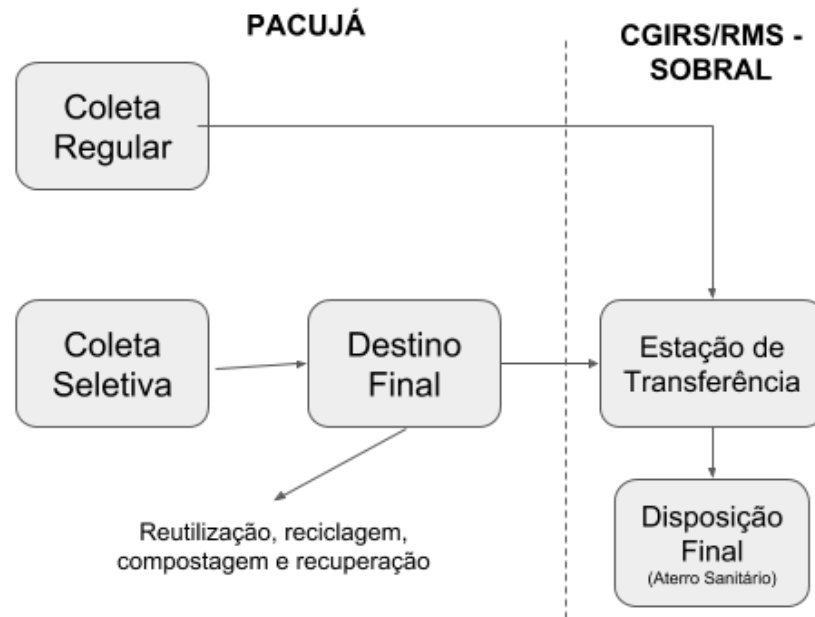 PACUJÁ
CGIRS/RMS -
SOBRAL
Coleta
Regular
Coleta
Seletiva
Destino
Final
Estação de
Transferência
Reutilização, reciclagem,
compostagem e recuperação
Disposição
Final
(Aterro Sanitário)